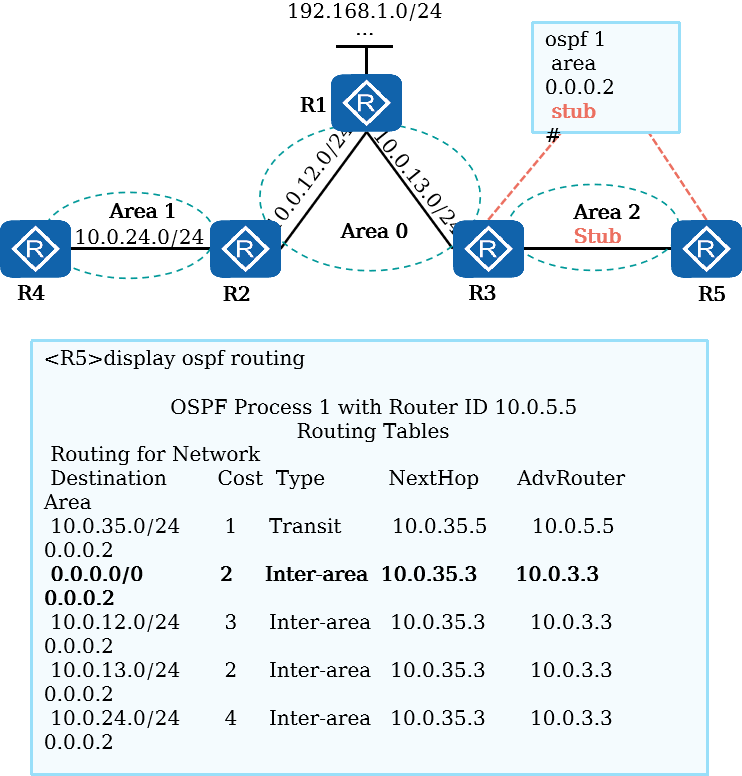 192.168.1.0/24
...
ospf 1
area
0.0.0.2
stub
#
R1
10.0.12.0/24
10.0.13.0/24
Area 1
10.0.24.0/24
Area 0
Area 2
Stub
R
R
R
R
R
R4
R2
R3
R5
<R5>display ospf routing
OSPF Process 1 with Router ID 10.0.5.5
Routing Tables
Routing for Network
Destination Cost Type NextHop AdvRouter
Area
10.0.35.0/24 1 Transit 10.0.35.5 10.0.5.5
0.0.0.2
0.0.0.0/0 2 Inter-area 10.0.35.3 10.0.3.3
0.0.0.2
10.0.12.0/24 3 Inter-area 10.0.35.3 10.0.3.3
0.0.0.2
10.0.13.0/24 2 Inter-area 10.0.35.3 10.0.3.3
0.0.0.2
10.0.24.0/24 4 Inter-area 10.0.35.3 10.0.3.3
0.0.0.2